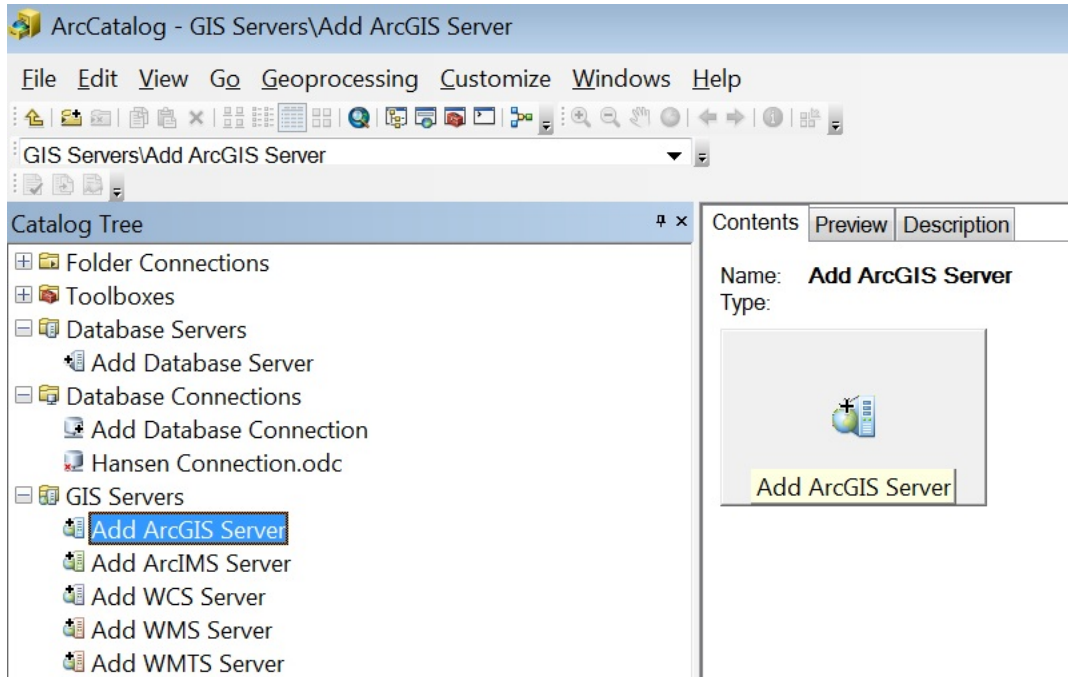 ArcCatalog - GIS Servers\Add ArcGIS Server
File Edit View Go Geoprocessing Customize Windows Help
GIS Servers\Add ArcGIS Server
Catalog Tree
Folder Connections
Toolboxes
Database Servers
Add Database Server
Database Connections
Add Database Connection
Hansen Connection.odc
GIS Servers
Add ArcGIS Server
Add ArcIMS Server
Add WCS Server
Add WMS Server
Add WMTS Server
Contents Preview Description
Name: Add ArcGIS Server
Type:
Add ArcGIS Server